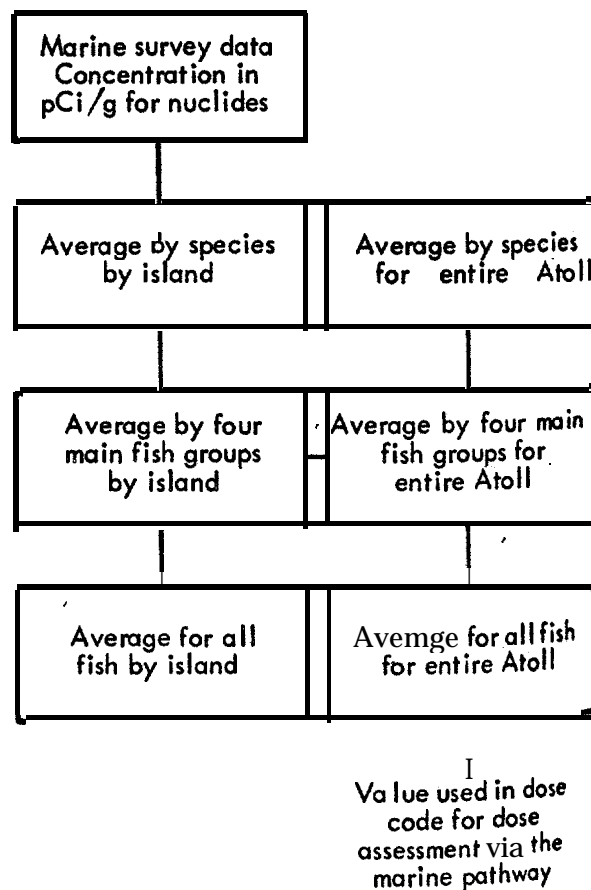 Marine survey data
Concentration in
pCi/g for nuclides
Average by species
by island
Average by species
for entire Atoll
Average by four
main fish groups
by island
Average by four main
fish groups for
entire Atoll
Average for all
fish by island
Avemge for all fish
for entire Atoll
I
Value used in dose
code for dose
assessment via the
marine pathway